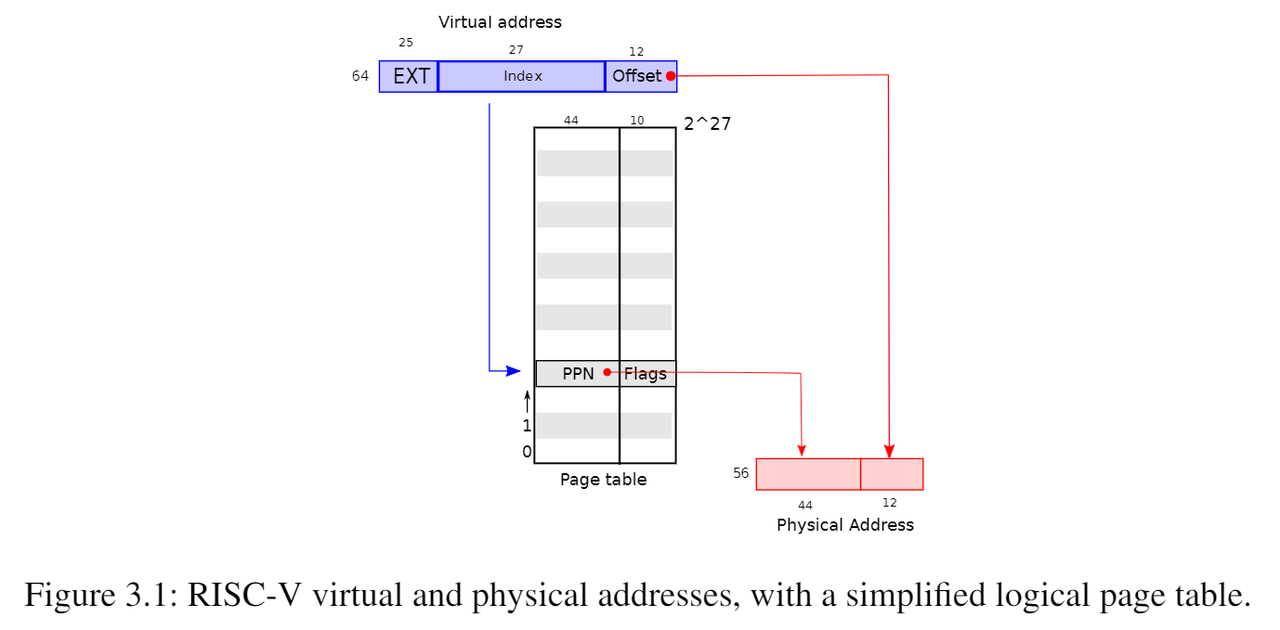 Virtual address
25 27 12
64 EXT Index Offset
44 10 2^27
PPN Flags
1
0
Page table
56
44 12
Physical Address
Figure 3.1: RISC-V virtual and physical addresses, with a simplified logical page table.